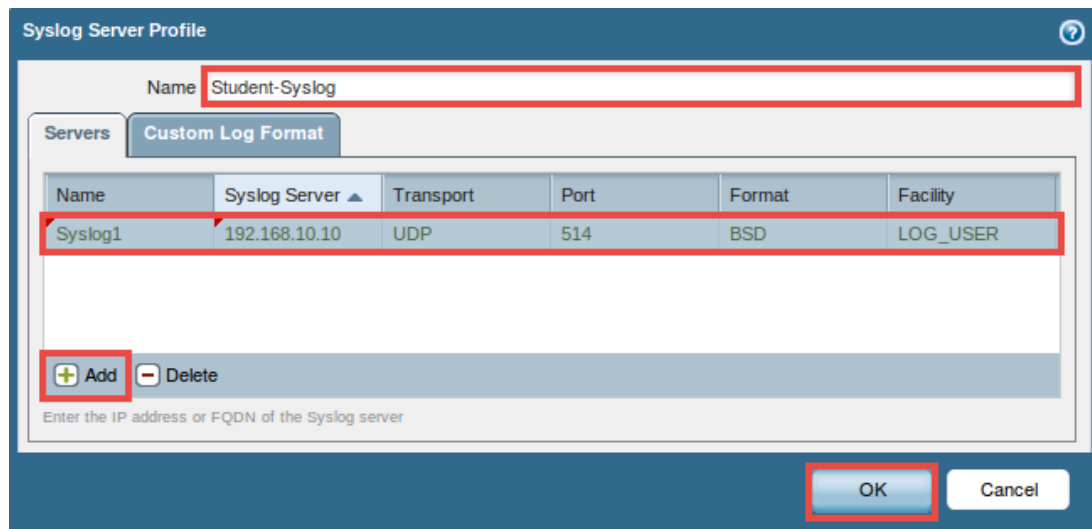 Syslog Server Profile
Name Student-Syslog
Servers Custom Log Format
Name Syslog Server Transport Port Format Facility
Syslog1 192.168.10.10 UDP 514 BSD LOG_USER
Add Delete
Enter the IP address or FQDN of the Syslog server
OK Cancel